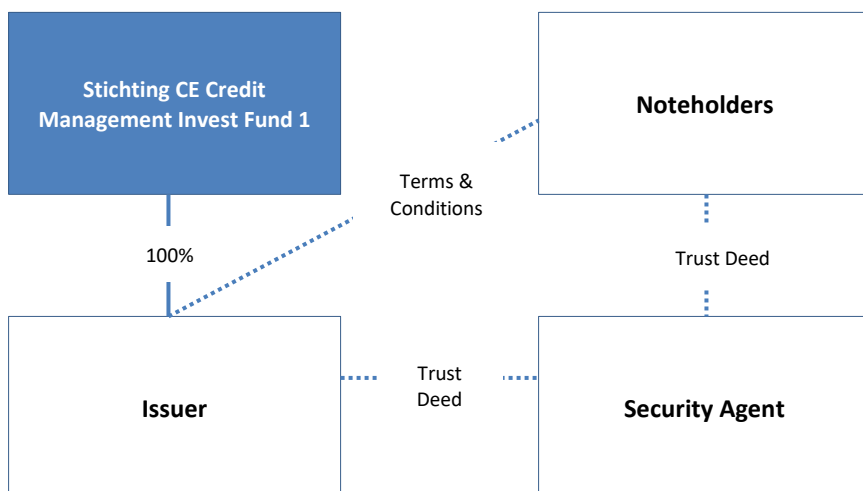 Stichting CE Credit
Management Invest Fund 1
Noteholders
Terms &
Conditions
100%
Trust Deed
Issuer
Trust
Deed
Security Agent